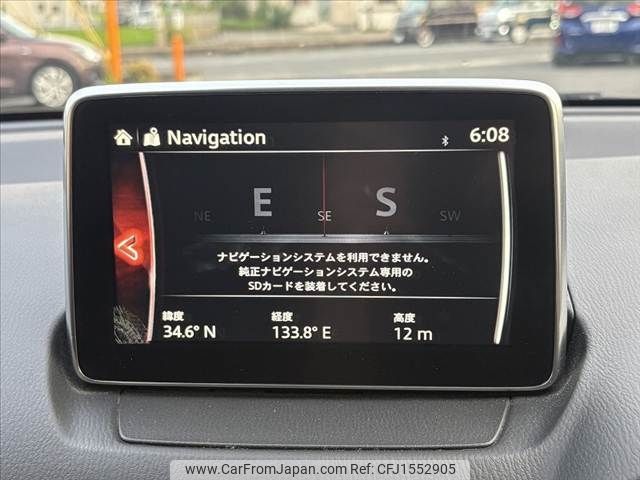 Navigation 6:08
NE E SE S SW
ナビゲーションシステムを利用できません。
純正ナビゲーションシステム専用の
SDカードを装着してください。
緯度 経度 高度
34.6° N 133.8° E 12 m
www.CarFromJapan.com - CFJ1552905